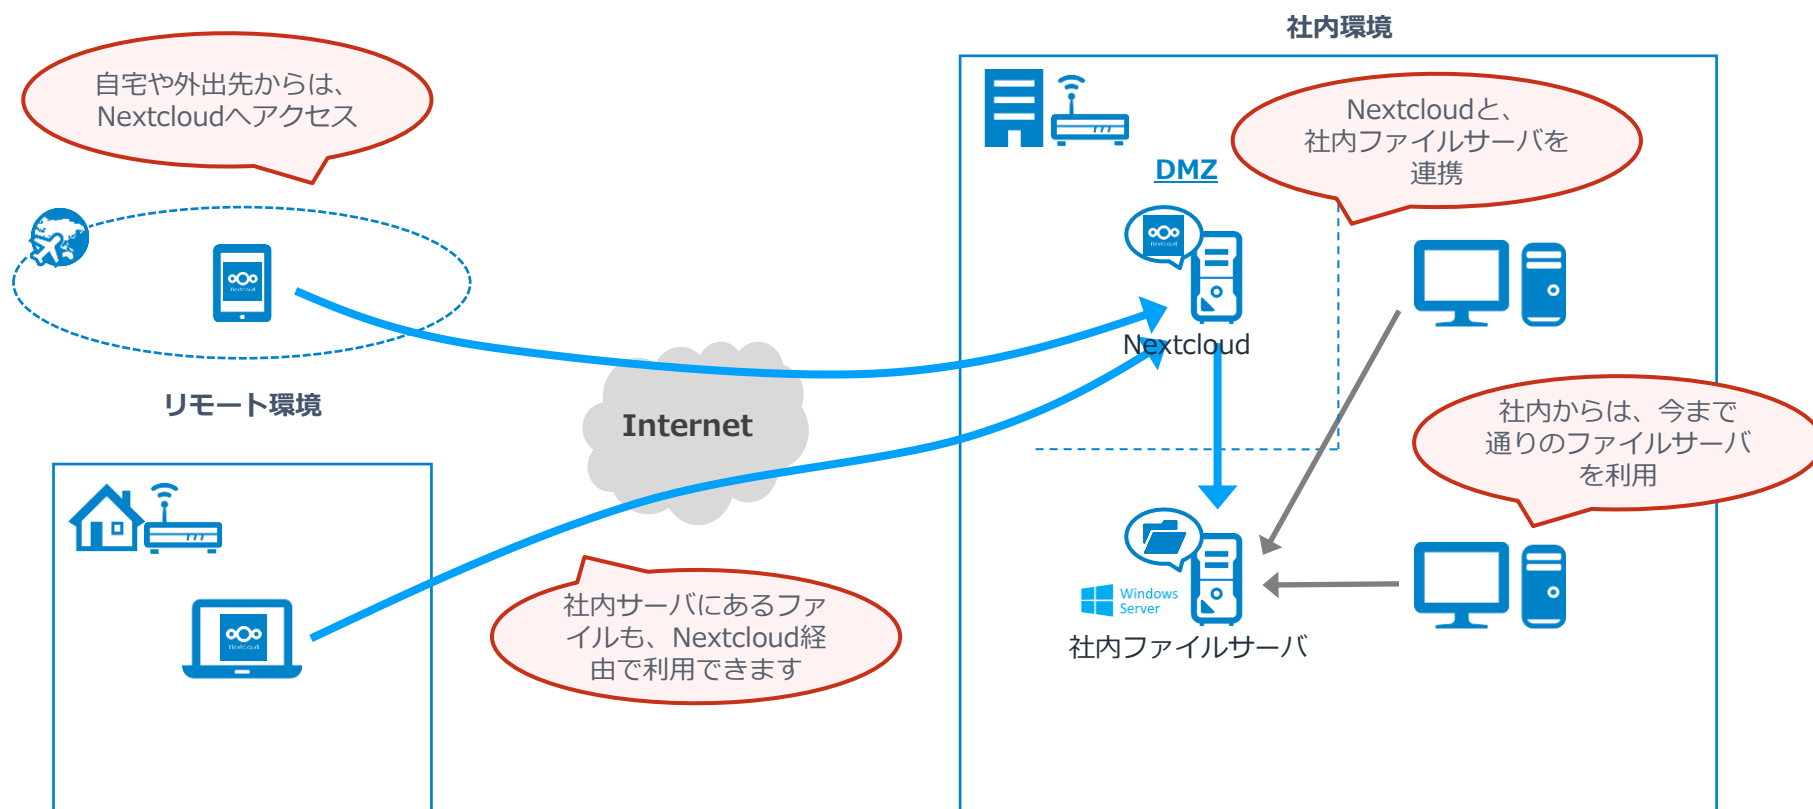 社内環境
自宅や外出先からは、
Nextcloudへアクセス
Nextcloudと、
社内ファイルサーバを
連携
DMZ
Nextcloud
Nextcloud
Nextcloud
リモート環境
Internet
社内からは、今まで
通りのファイルサーバ
を利用
社内サーバにあるファ
イルも、Nextcloud経
由で利用できます
Nextcloud
Windows
Server
社内ファイルサーバ